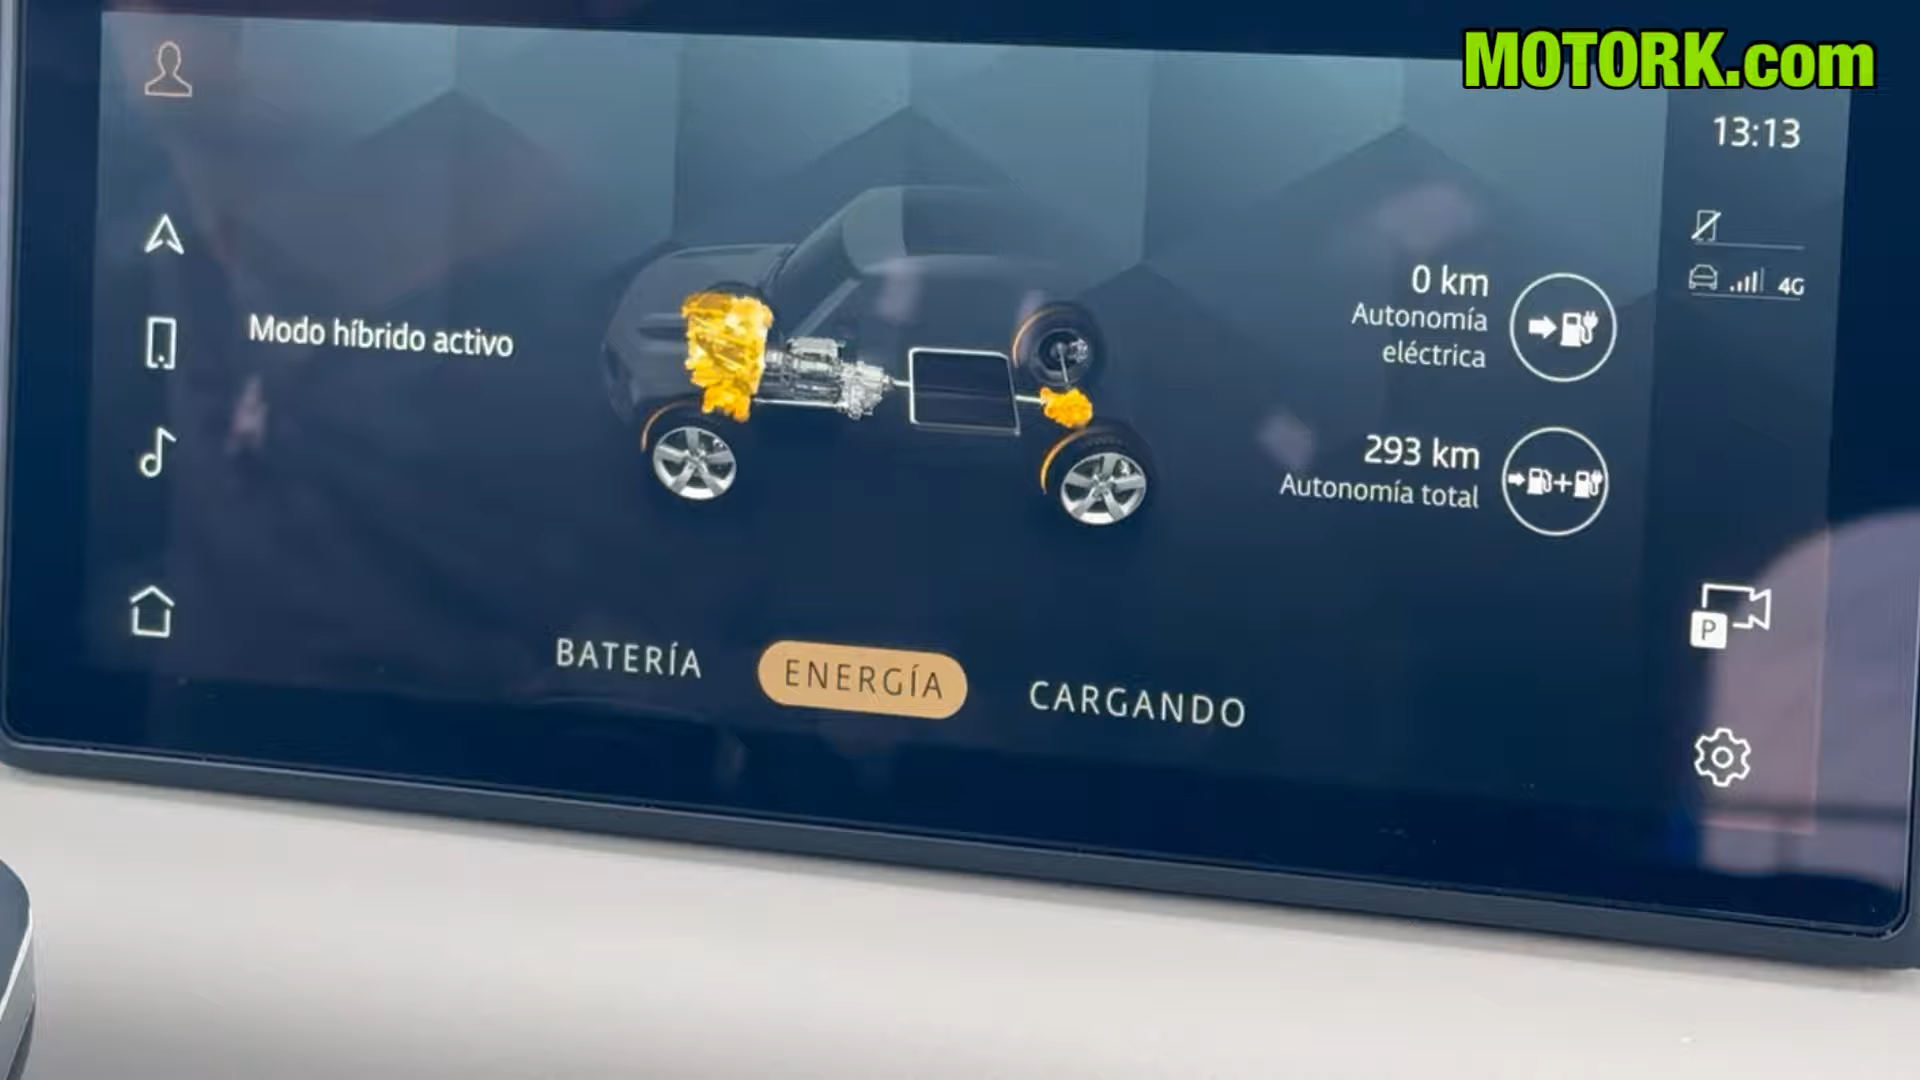 MOTORK.com
13:13
4G
Modo híbrido activo
0 km
Autonomía
eléctrica
293 km
Autonomía total
P
BATERÍA
ENERGÍA
CARGANDO